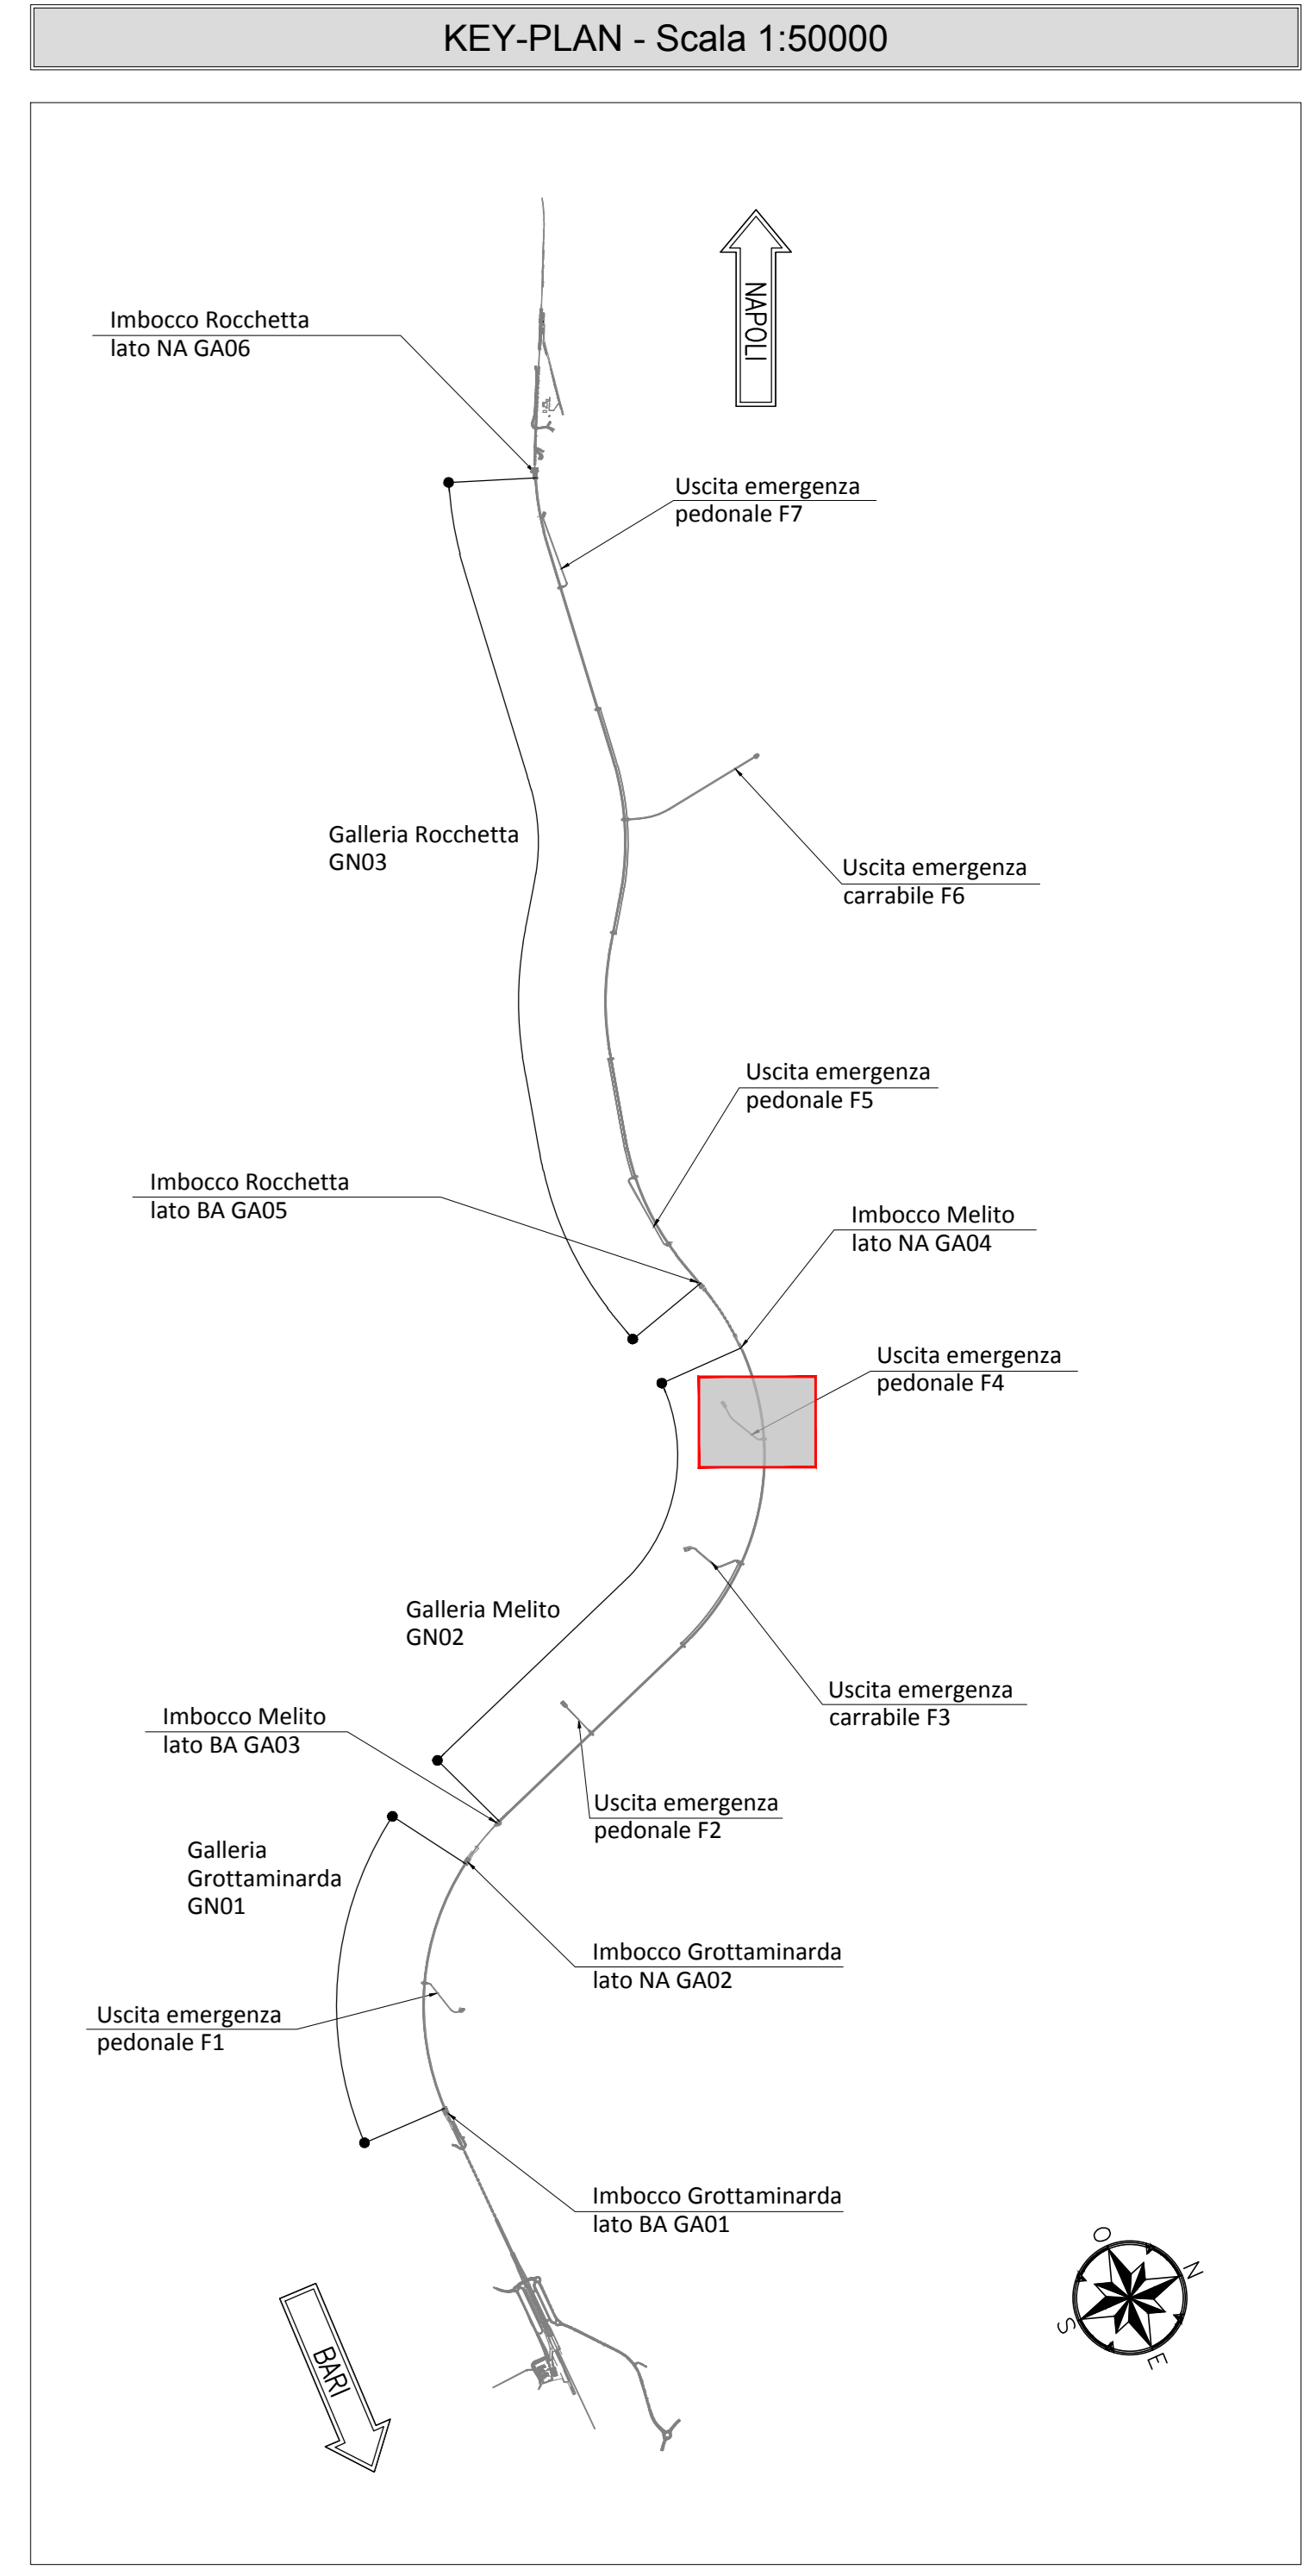 KEY-PLAN - Scala 1:50000
NAPOLI
Imbocco Rocchetta
lato NA GA06
Uscita emergenza
pedonale F7
Galleria Rocchetta
GN03
Uscita emergenza
carrabile F6
Uscita emergenza
pedonale F5
Imbocco Rocchetta
lato BA GA05
Imbocco Melito
lato NA GA04
Uscita emergenza
pedonale F4
Galleria Melito
GN02
Uscita emergenza
carrabile F3
Imbocco Melito
lato BA GA03
Uscita emergenza
pedonale F2
Galleria
Grottaminarda
GN01
Imbocco Grottaminarda
lato NA GA02
Uscita emergenza
pedonale F1
Imbocco Grottaminarda
lato BA GA01
O
N
S
E
BARI